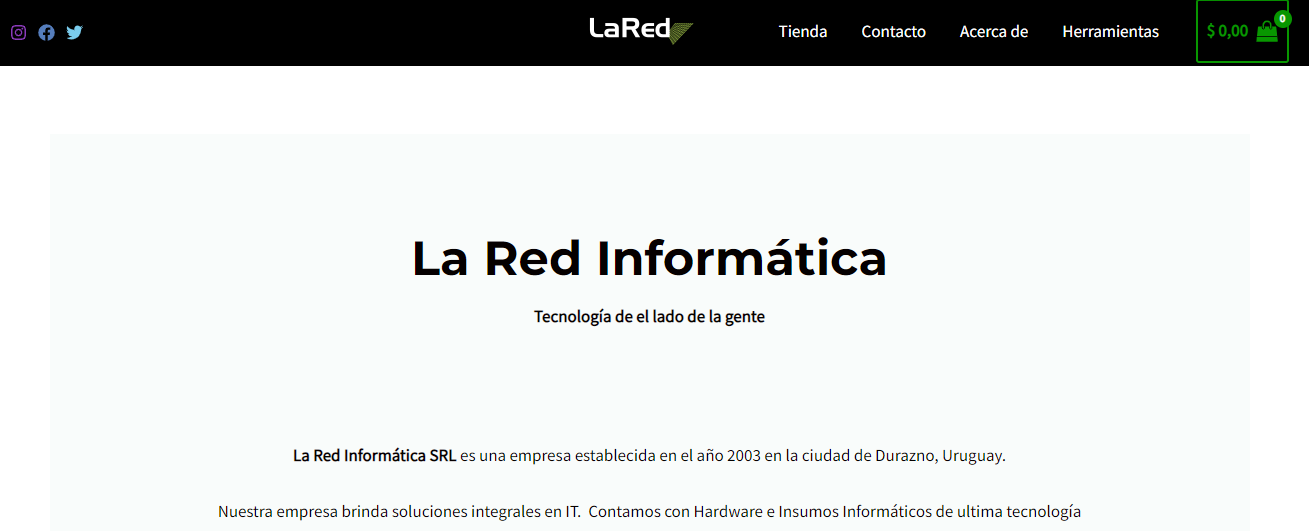 LaRed
Tienda
Contacto
Acerca de
Herramientas
$ 0,00
0
La Red Informática
Tecnología de el lado de la gente
La Red Informática SRL es una empresa establecida en el año 2003 en la ciudad de Durazno, Uruguay.
Nuestra empresa brinda soluciones integrales en IT.  Contamos con Hardware e Insumos Informáticos de ultima tecnología